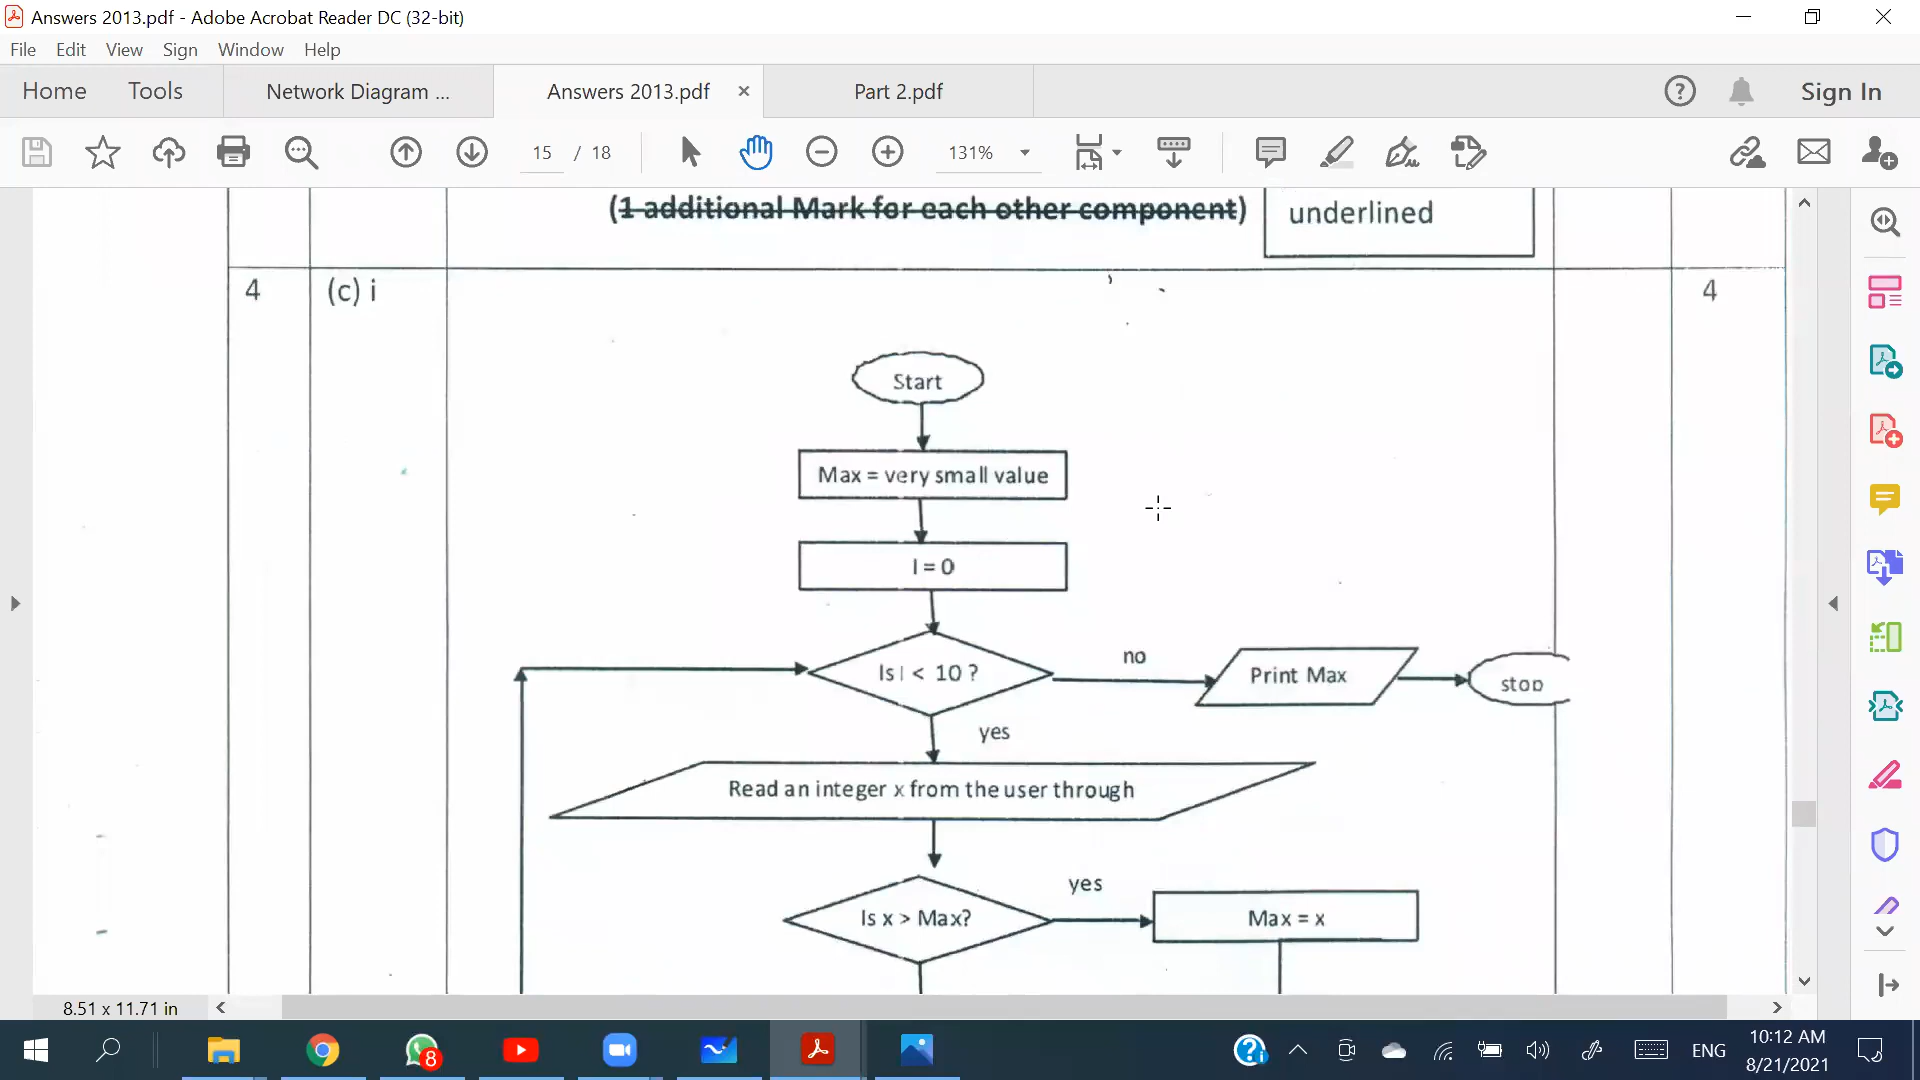 Answers 2013.pdf - Adobe Acrobat Reader DC (32-bit)
File Edit View Sign Window Help
Home Tools Network Diagram ... Answers 2013.pdf × Part 2.pdf Sign In
15 / 18 131%
(1 additional Mark for each other component) underlined
4 (c) i 4
Start
Max = very small value
I = 0
Is I < 10 ?
no
Print Max
stop
yes
Read an integer x from the user through
Is x > Max?
yes
Max = x
8.51 x 11.71 in
8
ENG
10:12 AM
8/21/2021